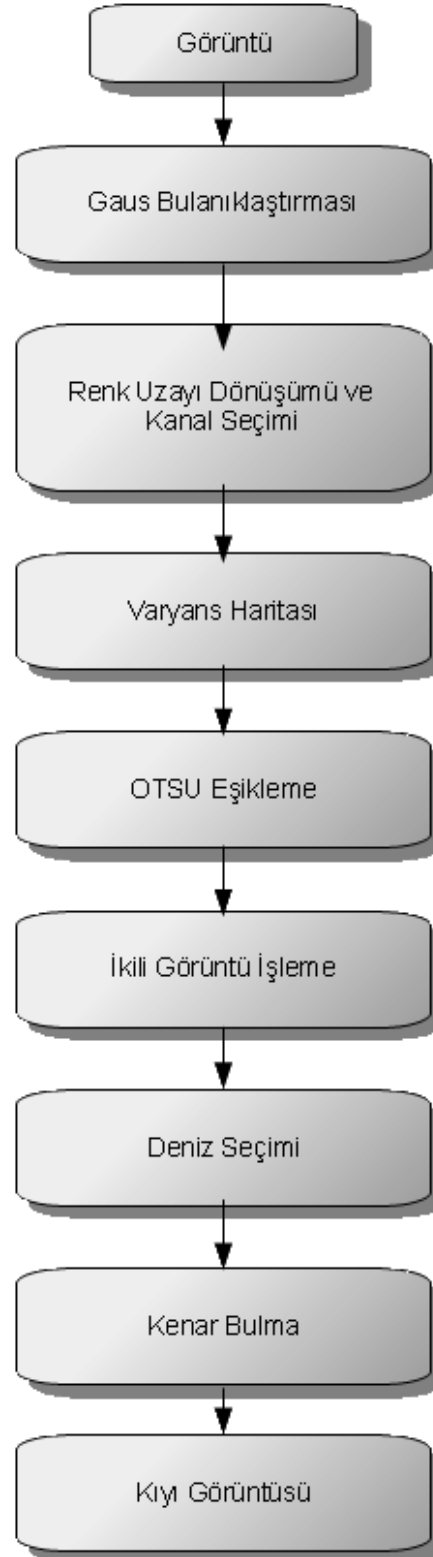 Görüntü
Gaus Bulanıklaştırması
Renk Uzayı Dönüşümü ve
Kanal Seçimi
Varyans Haritası
OTSU Eşikleme
İkili Görüntü İşleme
Deniz Seçimi
Kenar Bulma
Kıyı Görüntüsü